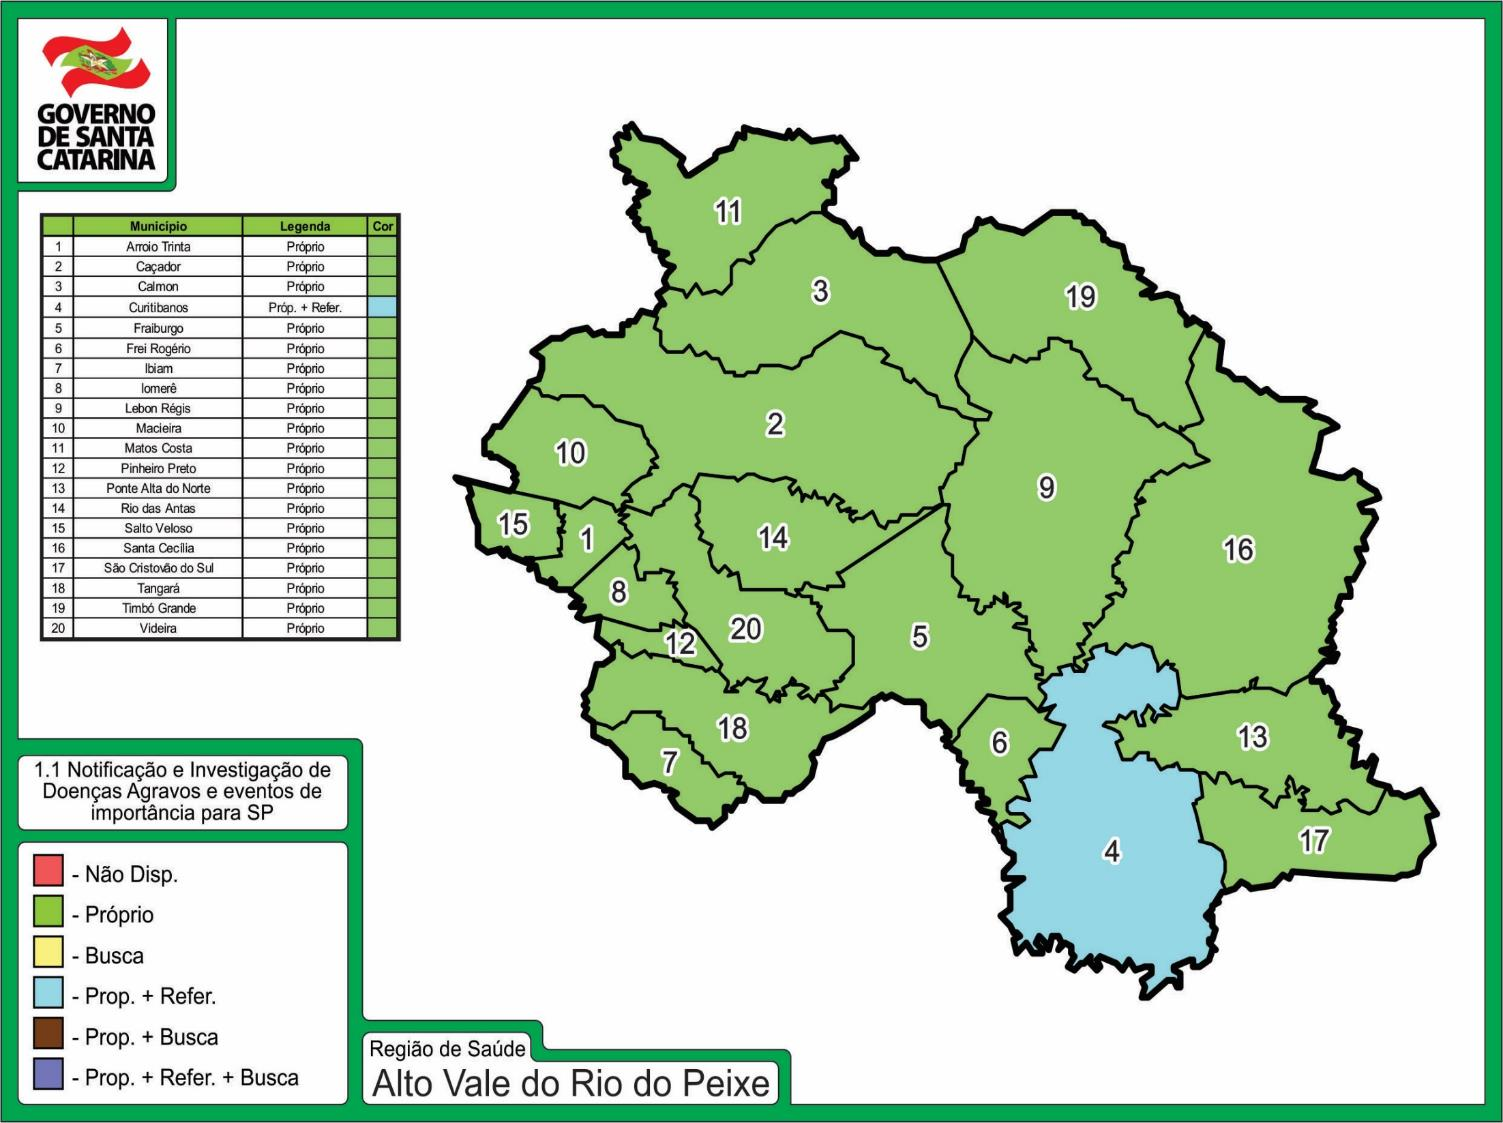 GOVERNO
DE SANTA
CATARINA
Município Legenda Cor
1 Arroio Trinta Próprio
2 Caçador Próprio
3 Calmon Próprio
4 Curitibanos Próp. + Refer.
5 Fraiburgo Próprio
6 Frei Rogério Próprio
7 Ibiam Próprio
8 Iomerê Próprio
9 Lebon Régis Próprio
10 Macieira Próprio
11 Matos Costa Próprio
12 Pinheiro Preto Próprio
13 Ponte Alta do Norte Próprio
14 Rio das Antas Próprio
15 Salto Veloso Próprio
16 Santa Cecília Próprio
17 São Cristovão do Sul Próprio
18 Tangará Próprio
19 Timbó Grande Próprio
20 Videira Próprio
11
3
19
2
10
9
15
1
14
16
8
20
5
12
18
6
13
7
4
17
1.1 Notificação e Investigação de
Doenças Agravos e eventos de
importância para SP
- Não Disp.
- Próprio
- Busca
- Prop. + Refer.
- Prop. + Busca
- Prop. + Refer. + Busca
Região de Saúde
Alto Vale do Rio do Peixe